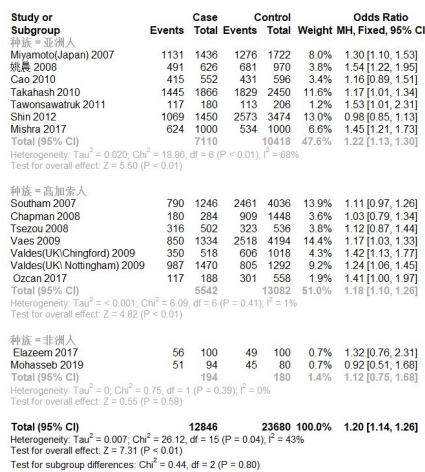 Study or Case Control Odds Ratio
Subgroup Events Total Events Total Weight MH, Fixed, 95% CI
种族 = 亚洲人
Miyamoto(Japan) 2007 1131 1436 1276 1722 8.0% 1.30 [1.10, 1.53]
姚晨 2008 491 626 681 970 3.8% 1.54 [1.22, 1.95]
Cao 2010 415 552 431 596 3.4% 1.16 [0.89, 1.51]
Takahash 2010 1445 1866 1829 2450 11.6% 1.17 [1.01, 1.34]
Tawonsawatruk 2011 117 180 113 206 1.2% 1.53 [1.01, 2.31]
Shin 2012 1069 1450 2573 3474 13.0% 0.98 [0.85, 1.13]
Mishra 2017 624 1000 534 1000 6.6% 1.45 [1.21, 1.73]
Total (95% CI) 7110 10418 47.6% 1.22 [1.13, 1.30]
Heterogeneity: Tau² = 0.020; Chi² = 18.86, df = 6 (P < 0.01); I² = 68%
Test for overall effect: Z = 5.50 (P < 0.01)
种族 = 高加索人
Southam 2007 790 1246 2461 4036 13.9% 1.11 [0.97, 1.26]
Chapman 2008 180 284 909 1448 3.6% 1.03 [0.79, 1.34]
Tsezou 2008 316 502 323 536 3.8% 1.12 [0.87, 1.44]
Vaes 2009 850 1334 2518 4194 14.4% 1.17 [1.03, 1.33]
Valdes(UK\Chingford) 2009 350 518 606 1018 4.3% 1.42 [1.13, 1.77]
Valdes(UK\ Nottingham) 2009 987 1470 805 1292 9.2% 1.24 [1.06, 1.45]
Ozcan 2017 117 188 301 558 1.9% 1.41 [1.00, 1.97]
Total (95% CI) 5542 13082 51.0% 1.18 [1.10, 1.26]
Heterogeneity: Tau² = < 0.001; Chi² = 6.09, df = 6 (P = 0.41); I² = 1%
Test for overall effect: Z = 4.82 (P < 0.01)
种族 = 非洲人
Elazeem 2017 56 100 49 100 0.7% 1.32 [0.76, 2.31]
Mohasseb 2019 51 94 45 80 0.7% 0.92 [0.51, 1.68]
Total (95% CI) 194 180 1.4% 1.12 [0.75, 1.68]
Heterogeneity: Tau² = 0; Chi² = 0.75, df = 1 (P = 0.39); I² = 0%
Test for overall effect: Z = 0.55 (P = 0.58)
Total (95% CI) 12846 23680 100.0% 1.20 [1.14, 1.26]
Heterogeneity: Tau² = 0.007; Chi² = 26.12, df = 15 (P = 0.04); I² = 43%
Test for overall effect: Z = 7.31 (P < 0.01)
Test for subgroup differences: Chi² = 0.44, df = 2 (P = 0.80)